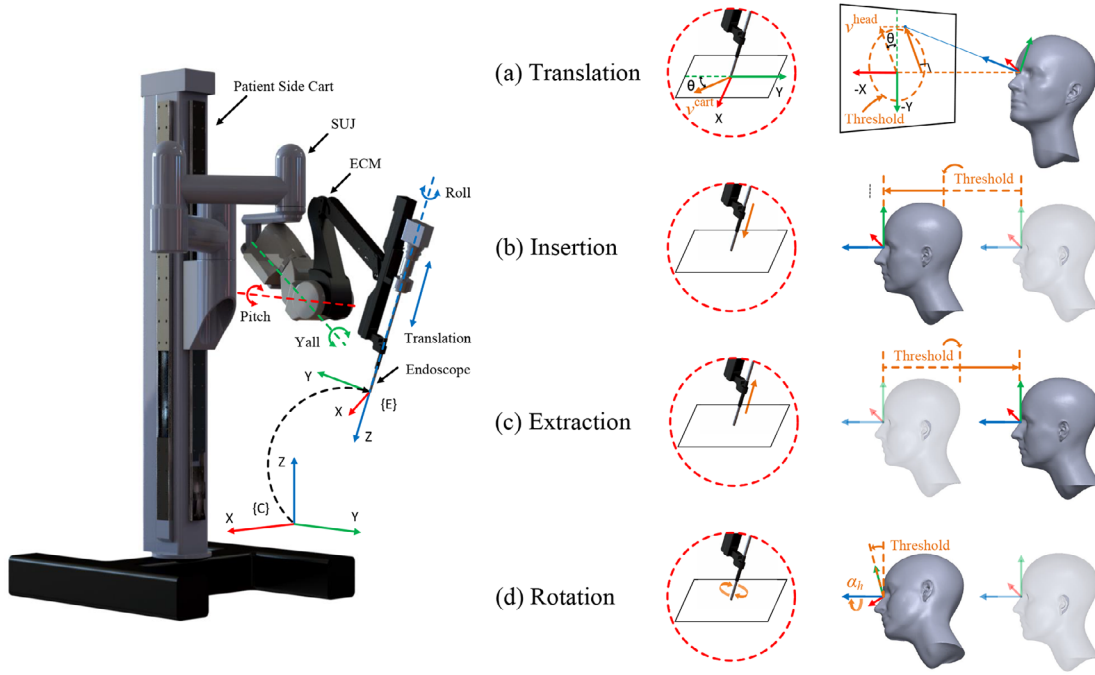 Patient Side Cart
SUJ
ECM
Roll
Pitch
Yall
Translation
Endoscope
Y
X
{E}
Z
Z
{C}
X
Y
(a) Translation
θ
v^cart
X
Y
v^head
θ
-X
-Y
Threshold
(b) Insertion
Threshold
(c) Extraction
Threshold
(d) Rotation
Threshold
α_h